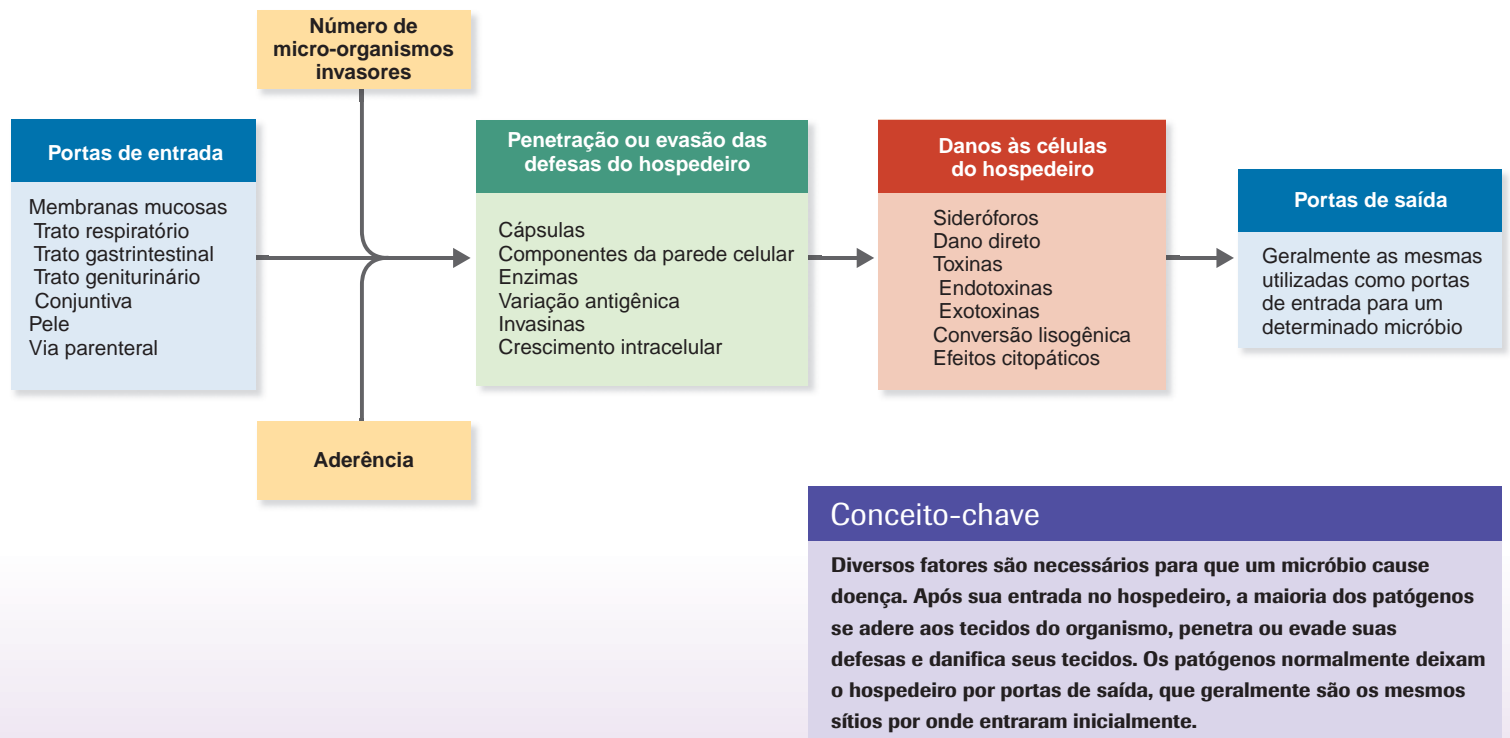 Número de
micro-organismos
invasores
Portas de entrada
Membranas mucosas
Trato respiratório
Trato gastrintestinal
Trato geniturinário
Conjuntiva
Pele
Via parenteral
Aderência
Penetração ou evasão das
defesas do hospedeiro
Cápsulas
Componentes da parede celular
Enzimas
Variação antigênica
Invasinas
Crescimento intracelular
Danos às células
do hospedeiro
Sideróforos
Dano direto
Toxinas
Endotoxinas
Exotoxinas
Conversão lisogênica
Efeitos citopáticos
Portas de saída
Geralmente as mesmas
utilizadas como portas
de entrada para um
determinado micróbio
Conceito-chave
Diversos fatores são necessários para que um micróbio cause
doença. Após sua entrada no hospedeiro, a maioria dos patógenos
se adere aos tecidos do organismo, penetra ou evade suas
defesas e danifica seus tecidos. Os patógenos normalmente deixam
o hospedeiro por portas de saída, que geralmente são os mesmos
sítios por onde entraram inicialmente.